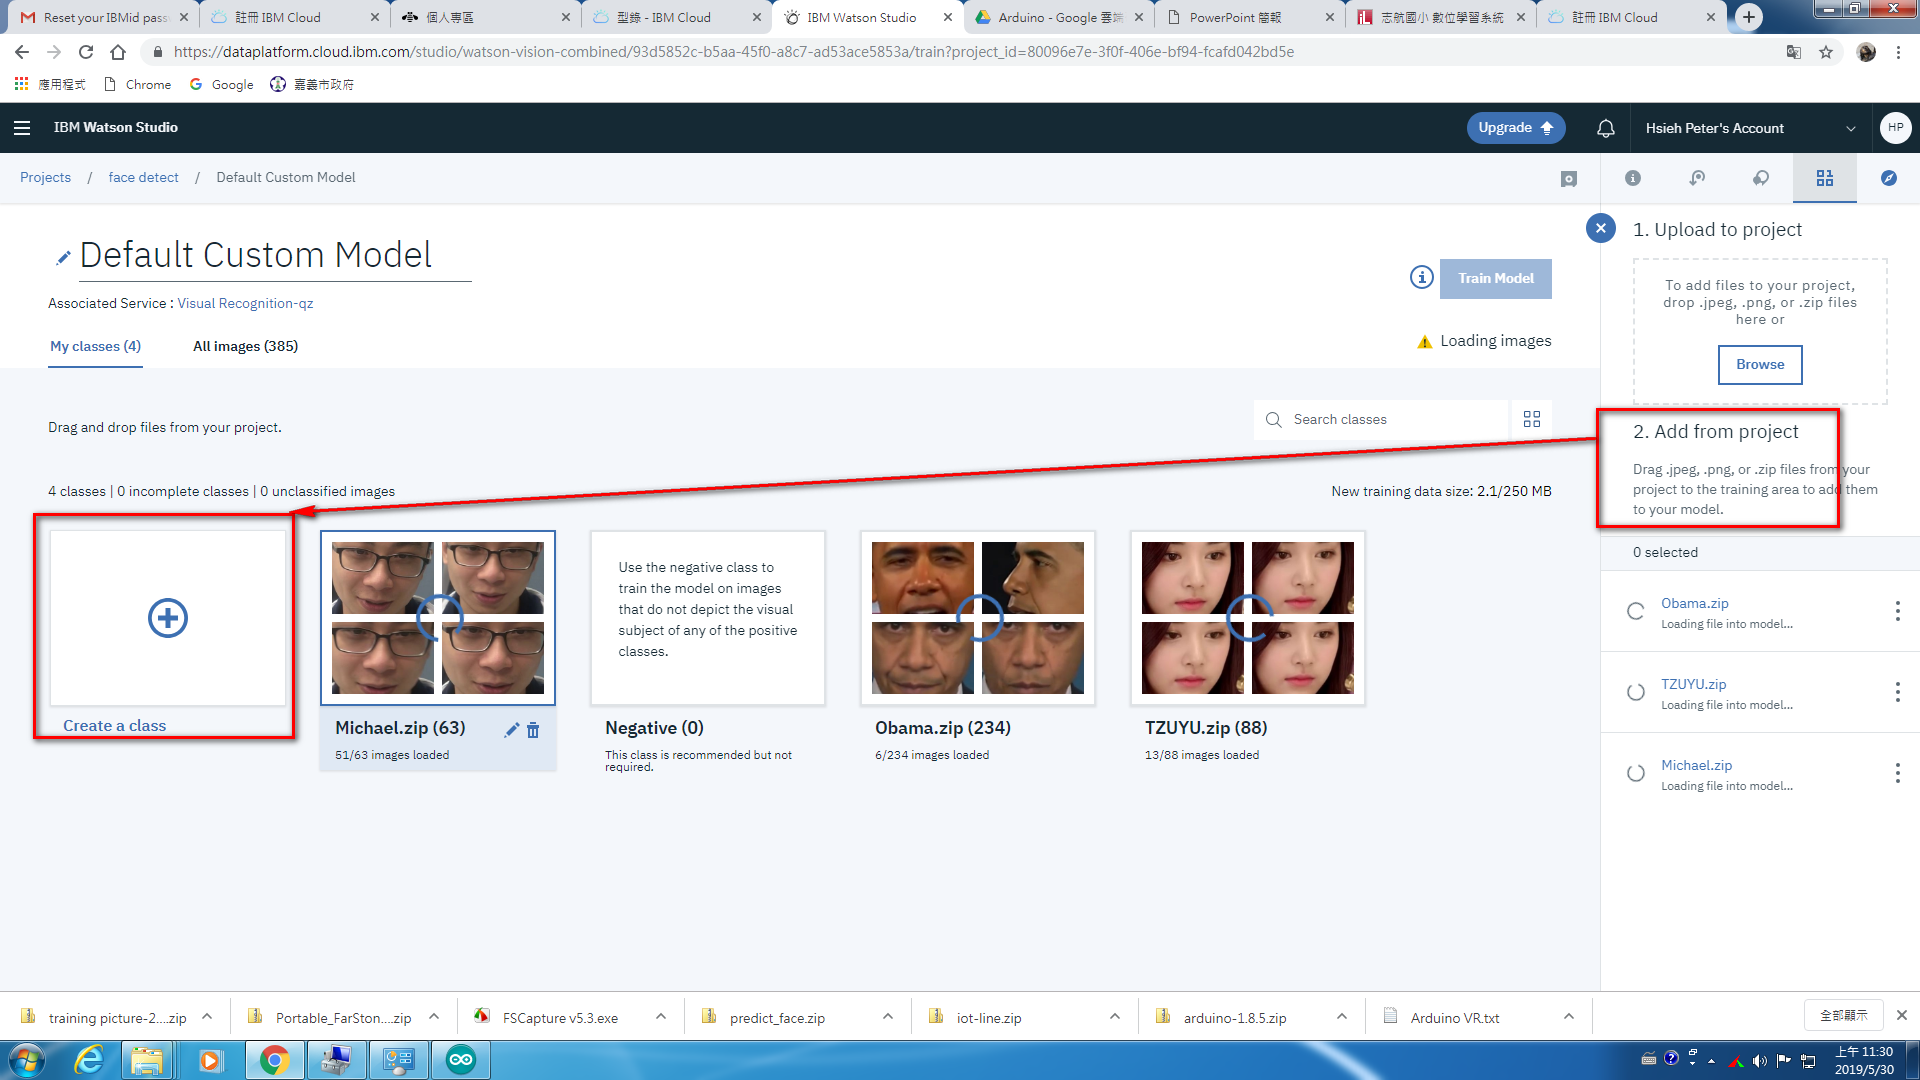 Reset your IBMid pass
註冊 IBM Cloud
個人專區
型錄 - IBM Cloud
IBM Watson Studio
Arduino - Google 雲端
PowerPoint 簡報
志航國小 數位學習系統
註冊 IBM Cloud
https://dataplatform.cloud.ibm.com/studio/watson-vision-combined/93d5852c-b5aa-45f0-a8c7-ad53ace5853a/train?project_id=80096e7e-3f0f-406e-bf94-fcafd042bd5e
應用程式
Chrome
Google
嘉義市政府
IBM Watson Studio
Upgrade
Hsieh Peter's Account
HP
Projects / face detect / Default Custom Model
Default Custom Model
Associated Service : Visual Recognition-qz
Train Model
My classes (4)
All images (385)
Loading images
Drag and drop files from your project.
Search classes
4 classes | 0 incomplete classes | 0 unclassified images
New training data size: 2.1/250 MB
Create a class
Michael.zip (63)
51/63 images loaded
Use the negative class to
train the model on images
that do not depict the visual
subject of any of the positive
classes.
Negative (0)
This class is recommended but not
required.
Obama.zip (234)
6/234 images loaded
TZUYU.zip (88)
13/88 images loaded
1. Upload to project
To add files to your project,
drop .jpeg, .png, or .zip files
here or
Browse
2. Add from project
Drag .jpeg, .png, or .zip files from your
project to the training area to add them
to your model.
0 selected
Obama.zip
Loading file into model...
TZUYU.zip
Loading file into model...
Michael.zip
Loading file into model...
training picture-2....zip
Portable_FarSton....zip
FSCapture v5.3.exe
predict_face.zip
iot-line.zip
arduino-1.8.5.zip
Arduino VR.txt
全部顯示
上午 11:30
2019/5/30